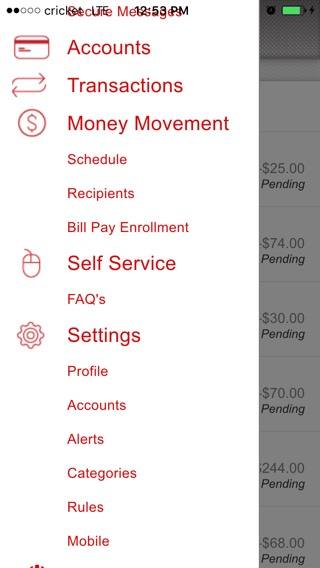 cricket LTE 12:53 PM
Secure Messages
Accounts
Transactions
Money Movement
Schedule
-$25.00
Pending
Recipients
Bill Pay Enrollment
-$74.00
Pending
Self Service
FAQ's
-$30.00
Pending
Settings
Profile
-$70.00
Pending
Accounts
Alerts
Categories
$244.00
Pending
Rules
Mobile
-$68.00
Pending